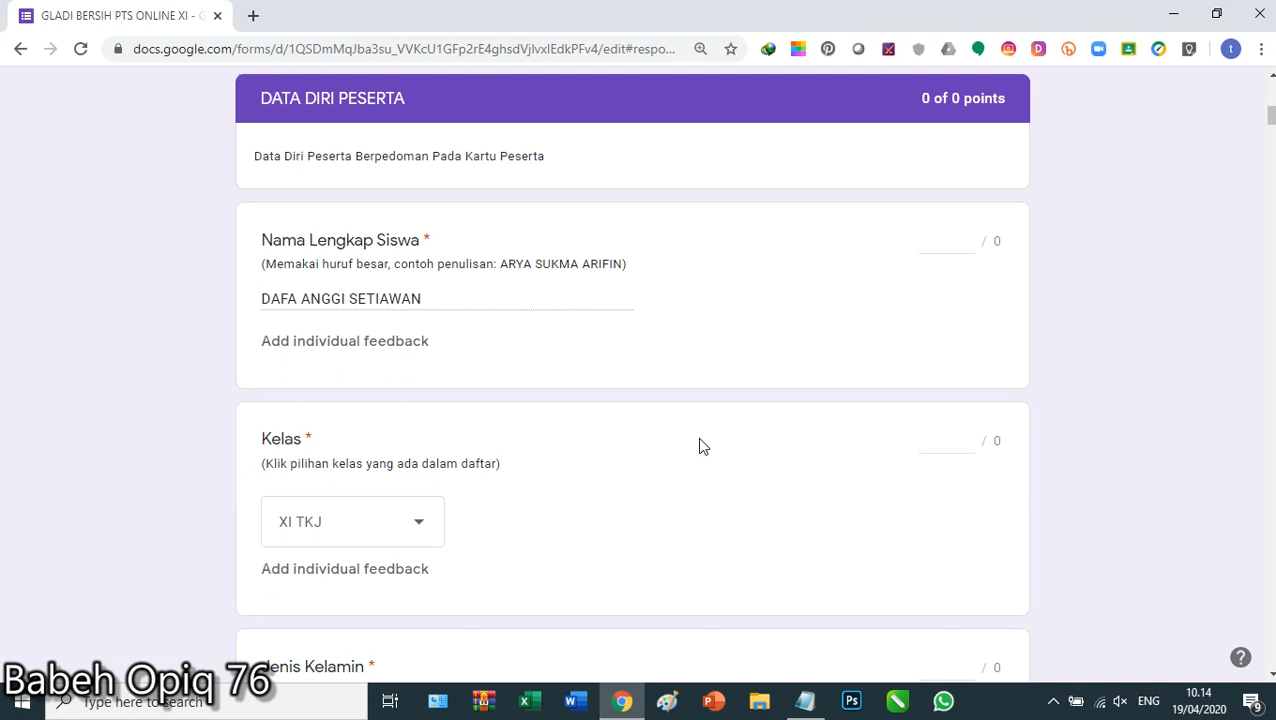 GLADI BERSIH PTS ONLINE XI - G
docs.google.com/forms/d/1QSDmMqJba3su_VVKcU1GFp2rE4ghsdVjIvxIEdkPFv4/edit#respo...
DATA DIRI PESERTA
0 of 0 points
Data Diri Peserta Berpedoman Pada Kartu Peserta
Nama Lengkap Siswa *
/ 0
(Memakai huruf besar, contoh penulisan: ARYA SUKMA ARIFIN)
DAFA ANGGI SETIAWAN
Add individual feedback
Kelas *
/ 0
(Klik pilihan kelas yang ada dalam daftar)
XI TKJ
Add individual feedback
Jenis Kelamin *
/ 0
Babeh Opiq 76
Type here to search
ENG
10.14
19/04/2020